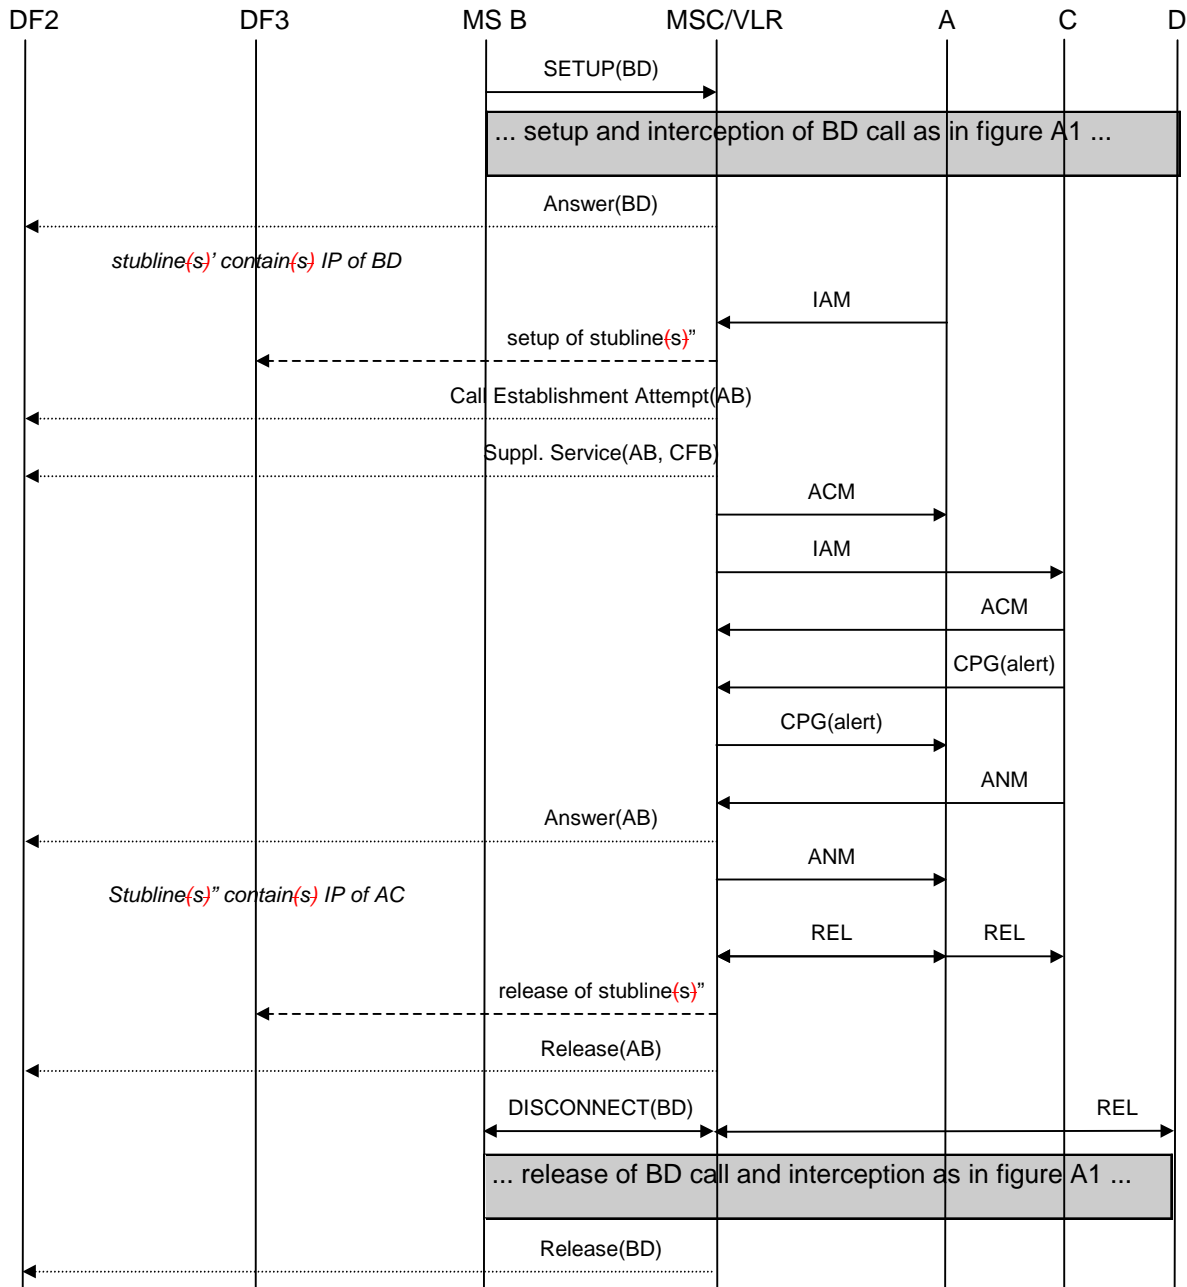 DF2 DF3 MS B MSC/VLR A C D
SETUP(BD)
... setup and interception of BD call as in figure A1 ...
Answer(BD)
stubline(s)’ contain(s) IP of BD
IAM
setup of stubline(s)”
Call Establishment Attempt(AB)
Suppl. Service(AB, CFB)
ACM
IAM
ACM
CPG(alert)
CPG(alert)
ANM
Answer(AB)
ANM
Stubline(s)” contain(s) IP of AC
REL REL
release of stubline(s)”
Release(AB)
DISCONNECT(BD) REL
... release of BD call and interception as in figure A1 ...
Release(BD)